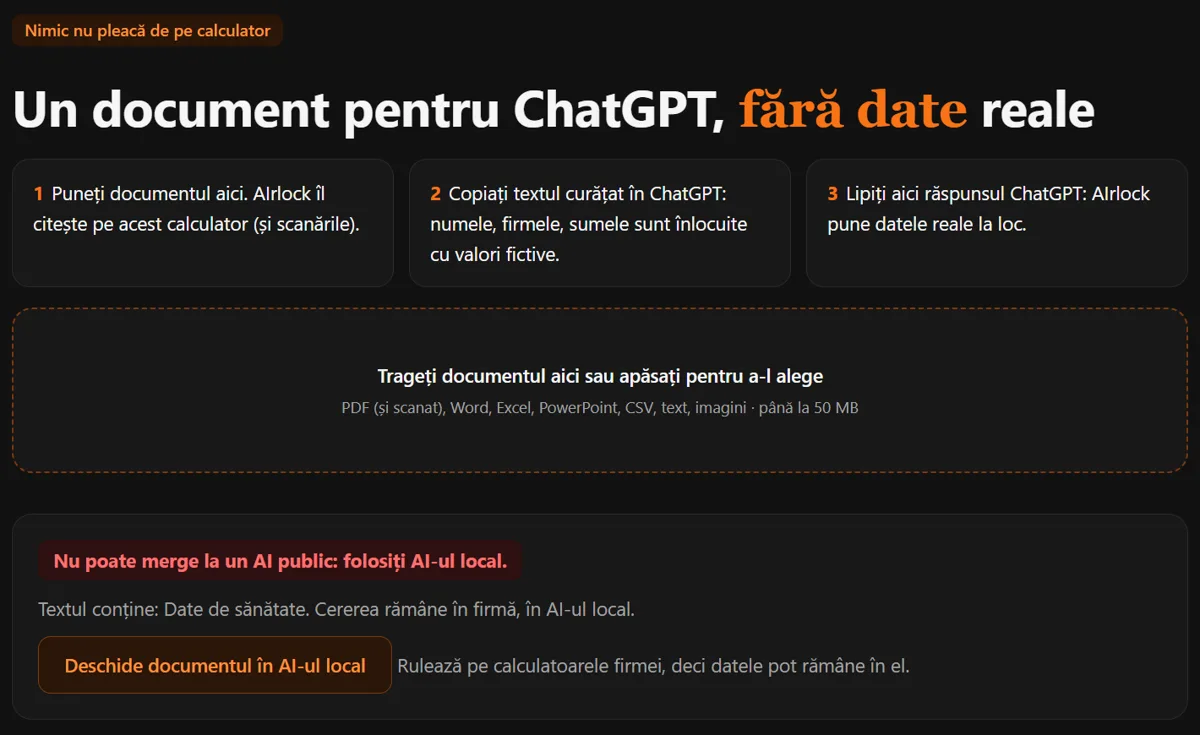 Nimic nu pleacă de pe calculator
Un document pentru ChatGPT, fără date reale
1 Puneți documentul aici. AIrlock îl
citește pe acest calculator (și scanările).
2 Copiați textul curățat în ChatGPT:
numele, firmele, sumele sunt înlocuite
cu valori fictive.
3 Lipiți aici răspunsul ChatGPT: AIrlock
pune datele reale la loc.
Trageți documentul aici sau apăsați pentru a-l alege
PDF (și scanat), Word, Excel, PowerPoint, CSV, text, imagini · până la 50 MB
Nu poate merge la un AI public: folosiți AI-ul local.
Textul conține: Date de sănătate. Cererea rămâne în firmă, în AI-ul local.
Deschide documentul în AI-ul local Rulează pe calculatoarele firmei, deci datele pot rămâne în el.